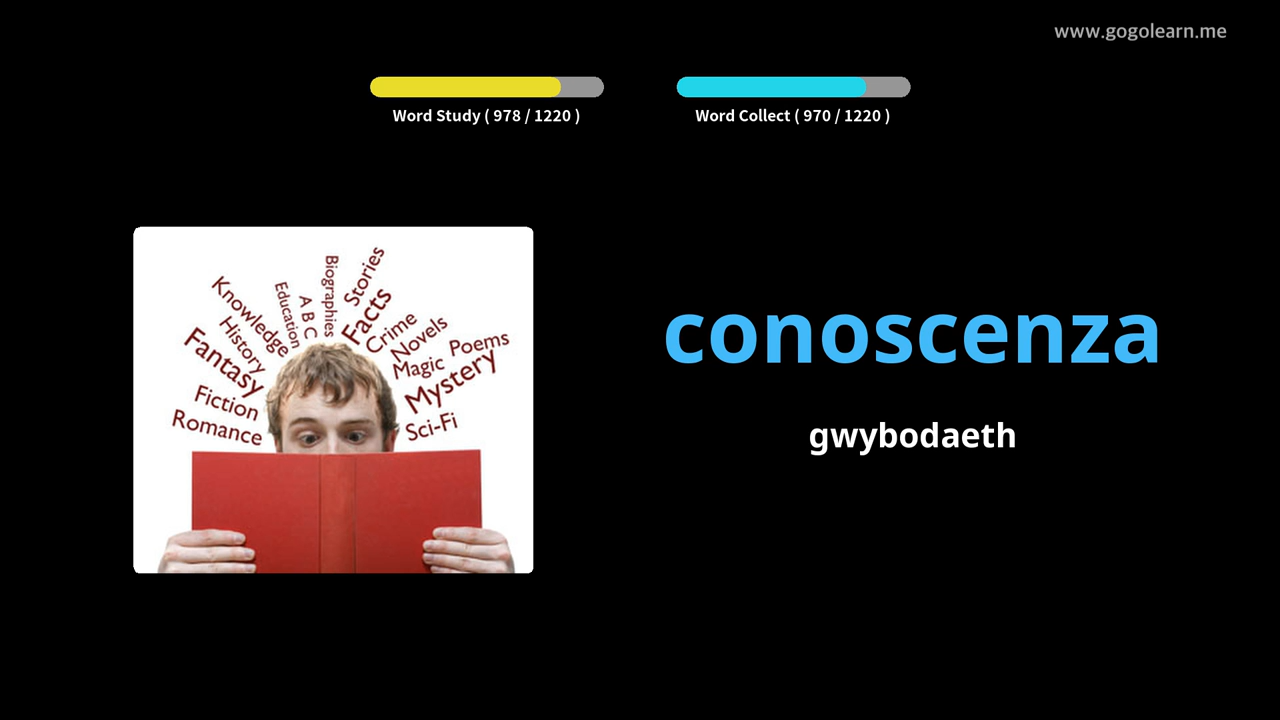 www.gogolearn.me
Word Study ( 978 / 1220 )
Word Collect ( 970 / 1220 )
conoscenza
gwybodaeth
Knowledge
History
Fantasy
Fiction
Romance
Education
A B C
Biographies
Stories
Facts
Crime
Novels
Magic
Poems
Mystery
Sci-Fi